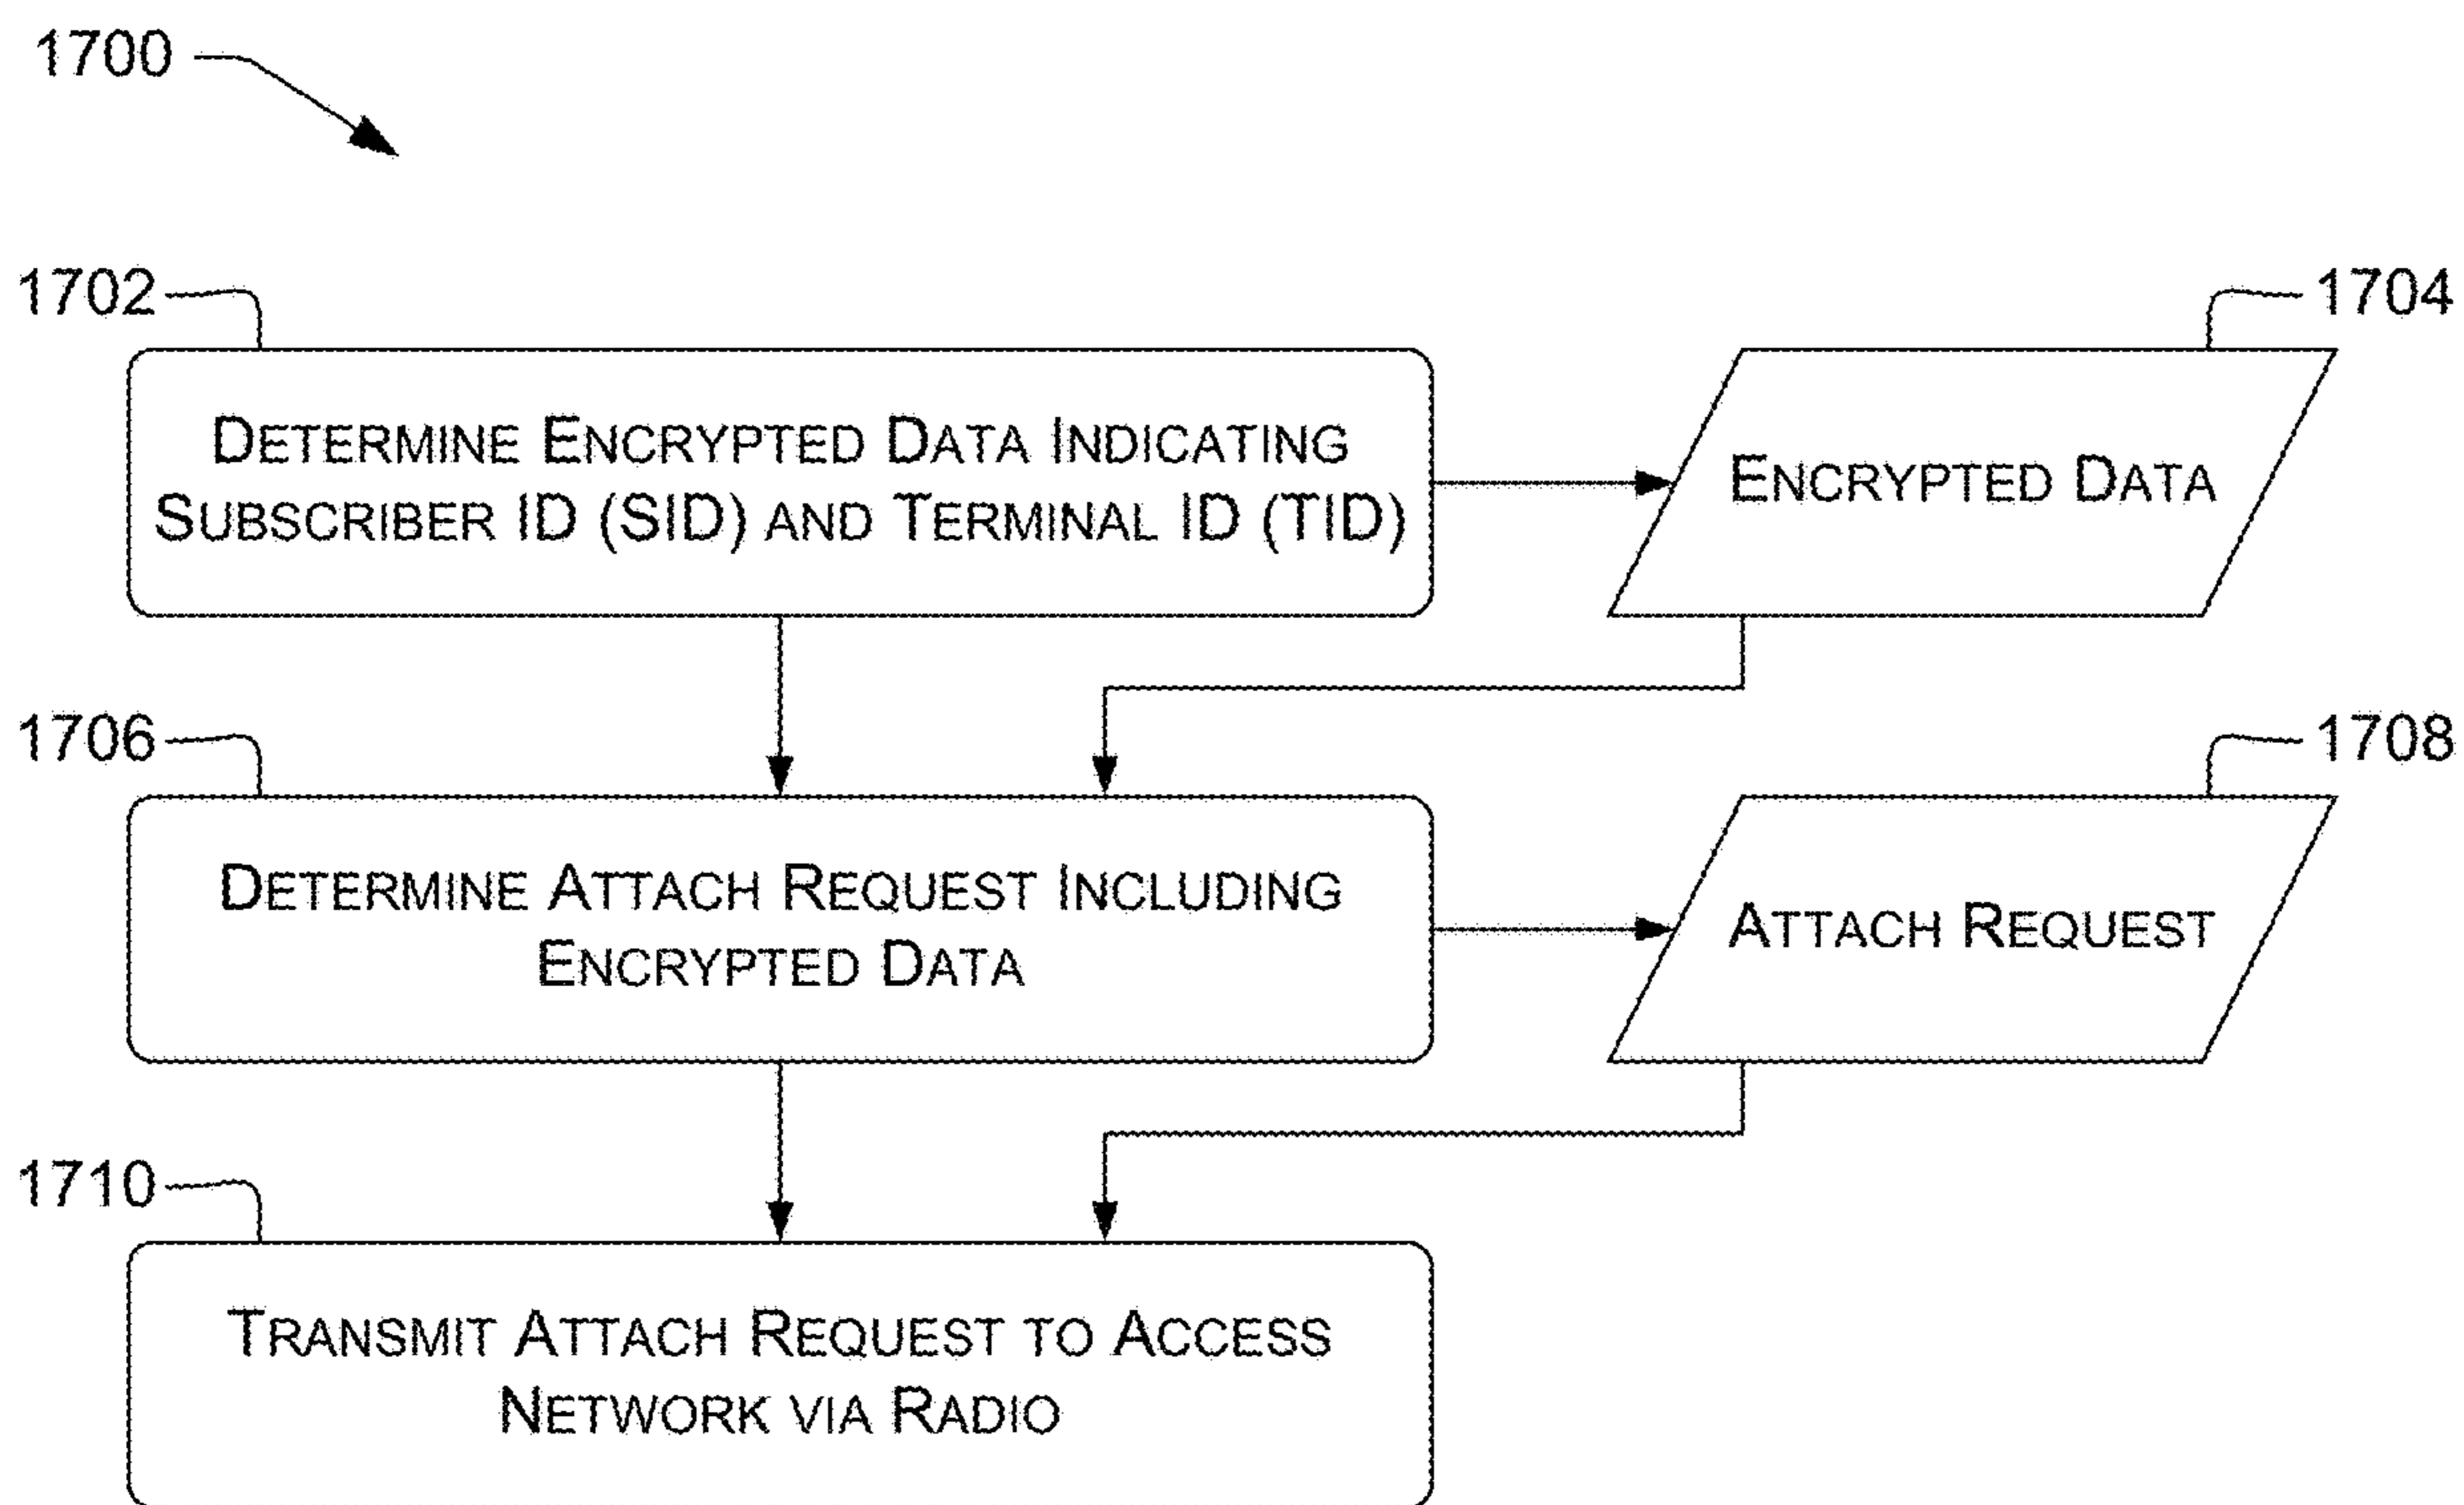 1700
1702
1704
DETERMINE ENCRYPTED DATA INDICATING
SUBSCRIBER ID (SID) AND TERMINAL ID (TID)
ENCRYPTED DATA
1706
1708
DETERMINE ATTACH REQUEST INCLUDING
ENCRYPTED DATA
ATTACH REQUEST
1710
TRANSMIT ATTACH REQUEST TO ACCESS
NETWORK VIA RADIO